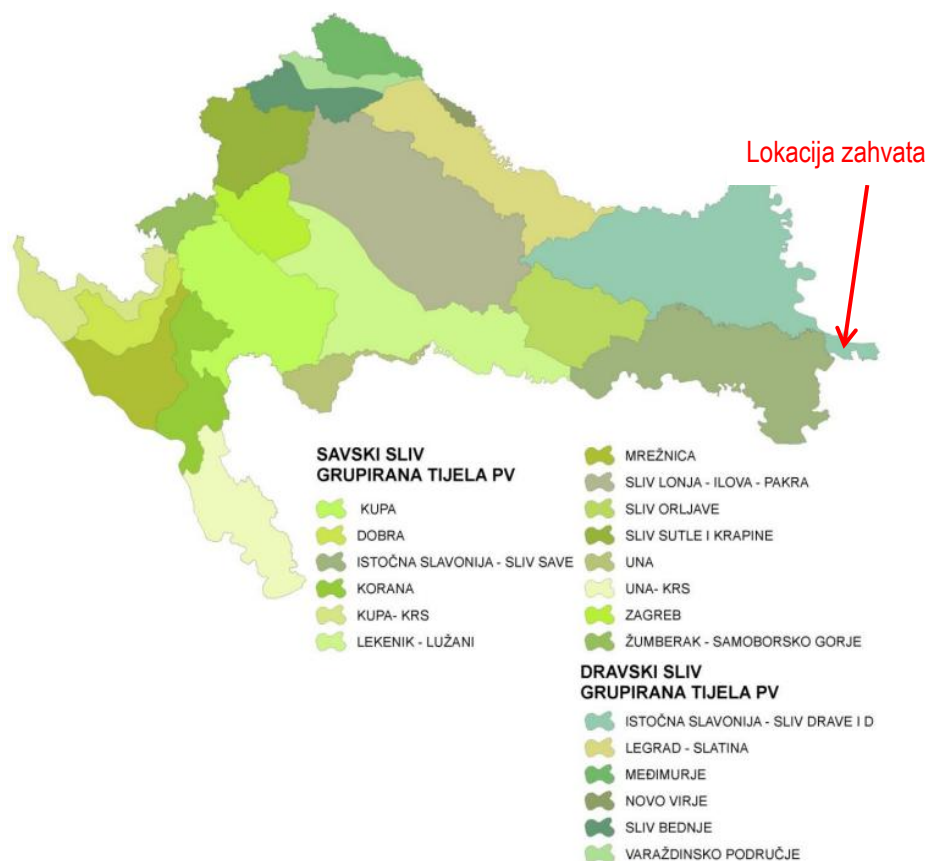 Lokacija zahvata
SAVSKI SLIV
GRUPIRANA TIJELA PV
KUPA
DOBRA
ISTOČNA SLAVONIJA - SLIV SAVE
KORANA
KUPA- KRS
LEKENIK - LUŽANI
MREŽNICA
SLIV LONJA - ILOVA - PAKRA
SLIV ORLJAVE
SLIV SUTLE I KRAPINE
UNA
UNA- KRS
ZAGREB
ŽUMBERAK - SAMOBORSKO GORJE
DRAVSKI SLIV
GRUPIRANA TIJELA PV
ISTOČNA SLAVONIJA - SLIV DRAVE I D
LEGRAD - SLATINA
MEĐIMURJE
NOVO VIRJE
SLIV BEDNJE
VARAŽDINSKO PODRUČJE